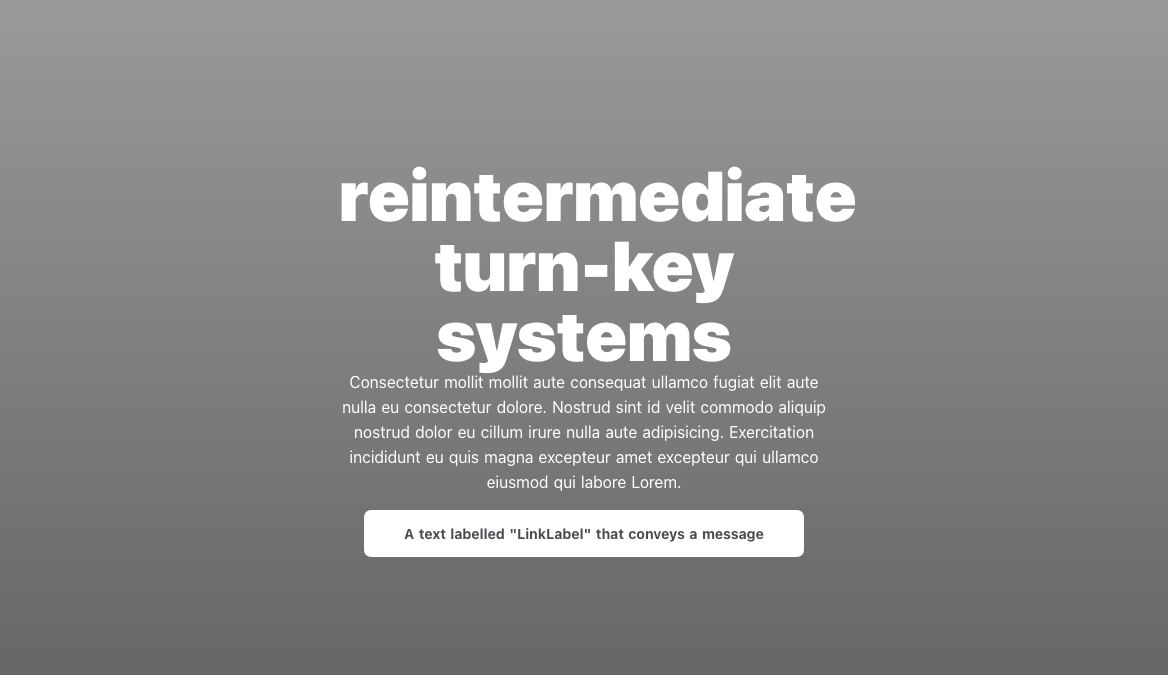 reintermediate
turn-key
systems
Consectetur mollit mollit aute consequat ullamco fugiat elit aute
nulla eu consectetur dolore. Nostrud sint id velit commodo aliquip
nostrud dolor eu cillum irure nulla aute adipisicing. Exercitation
incididunt eu quis magna excepteur amet excepteur qui ullamco
eiusmod qui labore Lorem.
A text labelled "LinkLabel" that conveys a message